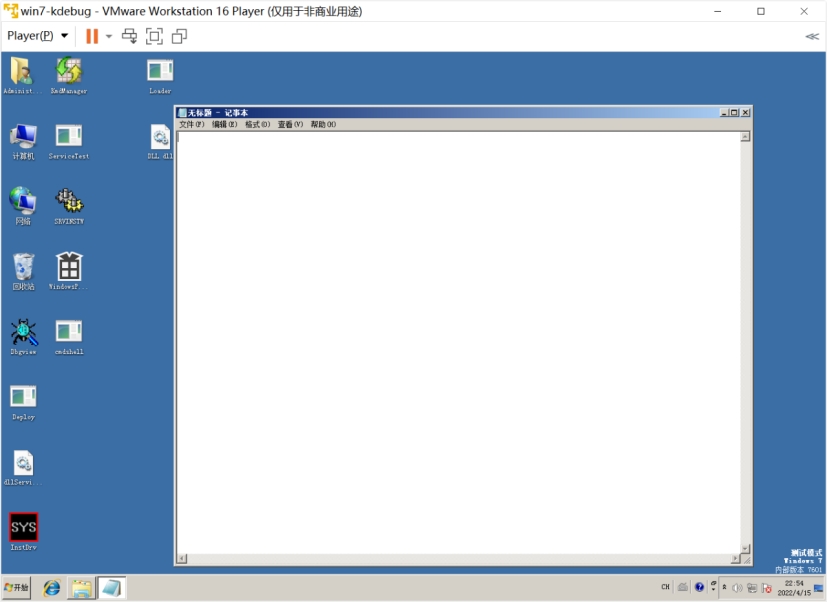 win7-kdebug - VMware Workstation 16 Player (仅用于非商业用途)
Player(P)
Administ...
KmdManager
Loader
无标题 - 记事本
文件(F) 编辑(E) 格式(O) 查看(V) 帮助(H)
计算机
ServiceTest
DLL.dll
网络
SRVINSTW
回收站
WindowsP...
Dbgview
cmdshell
Deploy
dllServi...
SYS
InstDrv
测试模式
Windows 7
内部版本 7601
开始
CH
22:54
2022/4/15